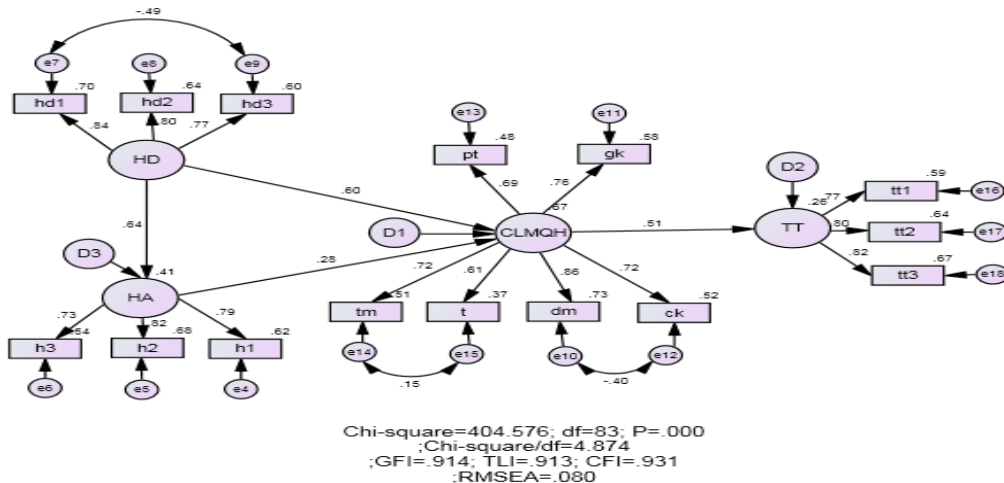 -.49
e7 e8 e9
.70 .64 .60
hd1 hd2 hd3
.84 .80 .77
HD
e13 e11
.48 .58
pt gk
.69 .76
.67
.60
D1 CLMQH
.51
D2
.26
TT
.77 .80 .82
.59
tt1 e16
.64
tt2 e17
.67
tt3 e18
.64
D3
.41
HA
.28
.73 .82 .79
.54 .68 .62
h3 h2 h1
e6 e5 e4
.72 .61 .86 .72
.51 .37 .73 .52
tm t dm ck
e14 e15 e10 e12
.15 -.40
Chi-square=404.576; df=83; P=.000
;Chi-square/df=4.874
;GFI=.914; TLI=.913; CFI=.931
;RMSEA=.080